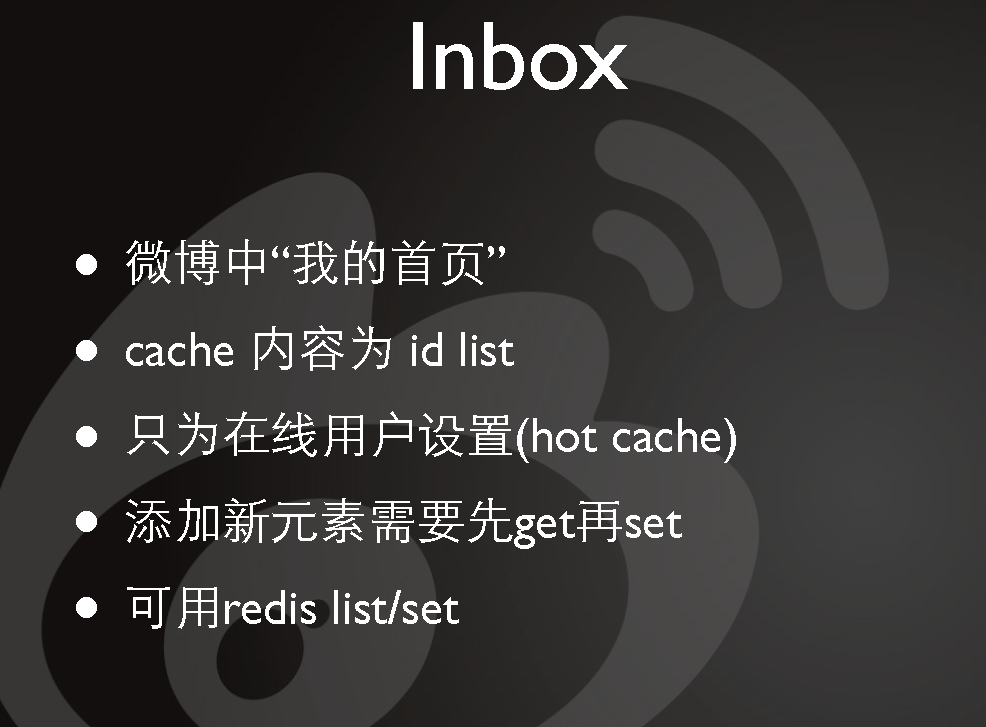 Inbox
• 微博中“我的首页”
• cache 内容为 id list
• 只为在线用户设置(hot cache)
• 添加新元素需要先get再set
• 可用redis list/set